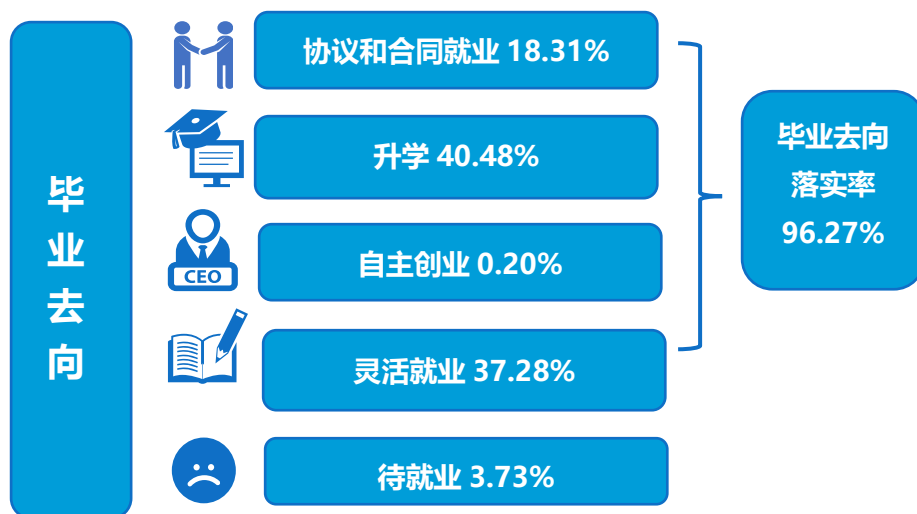 毕业去向
协议和合同就业 18.31%
升学 40.48%
CEO
自主创业 0.20%
灵活就业 37.28%
待就业 3.73%
毕业去向
落实率
96.27%